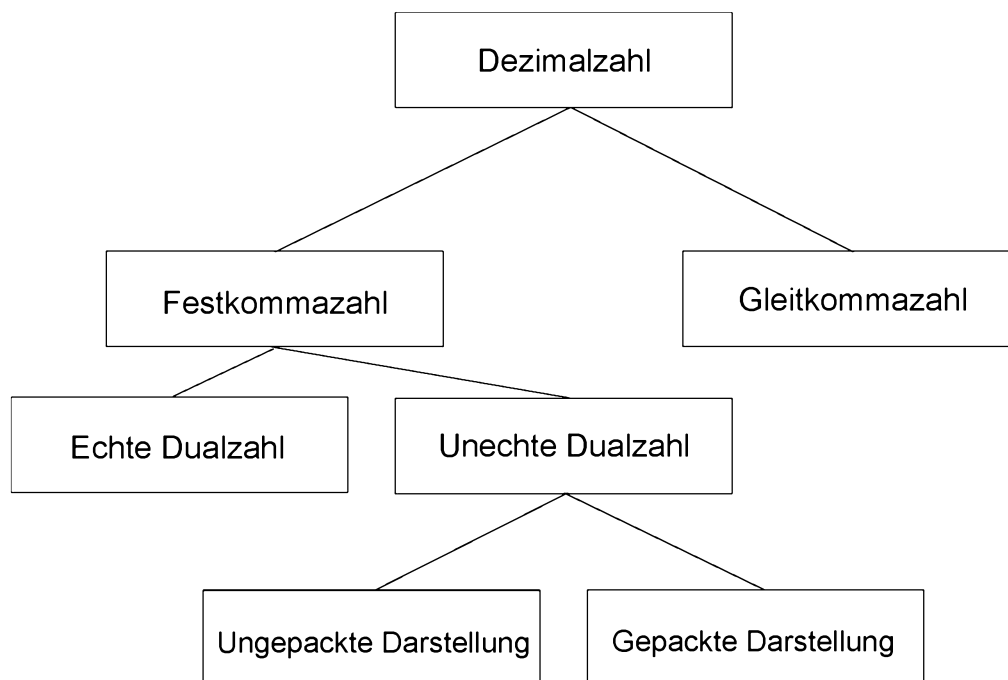 Dezimalzahl
Festkommazahl
Gleitkommazahl
Echte Dualzahl
Unechte Dualzahl
Ungepackte Darstellung
Gepackte Darstellung